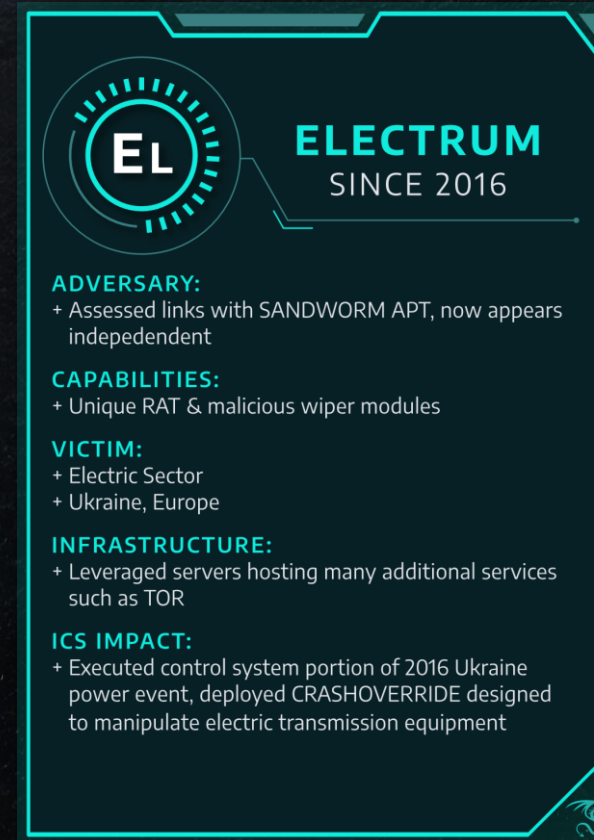 EL
ELECTRUM
SINCE 2016
ADVERSARY:
+ Assessed links with SANDWORM APT, now appears
indepedendent
CAPABILITIES:
+ Unique RAT & malicious wiper modules
VICTIM:
+ Electric Sector
+ Ukraine, Europe
INFRASTRUCTURE:
+ Leveraged servers hosting many additional services
such as TOR
ICS IMPACT:
+ Executed control system portion of 2016 Ukraine
power event, deployed CRASHOVERRIDE designed
to manipulate electric transmission equipment